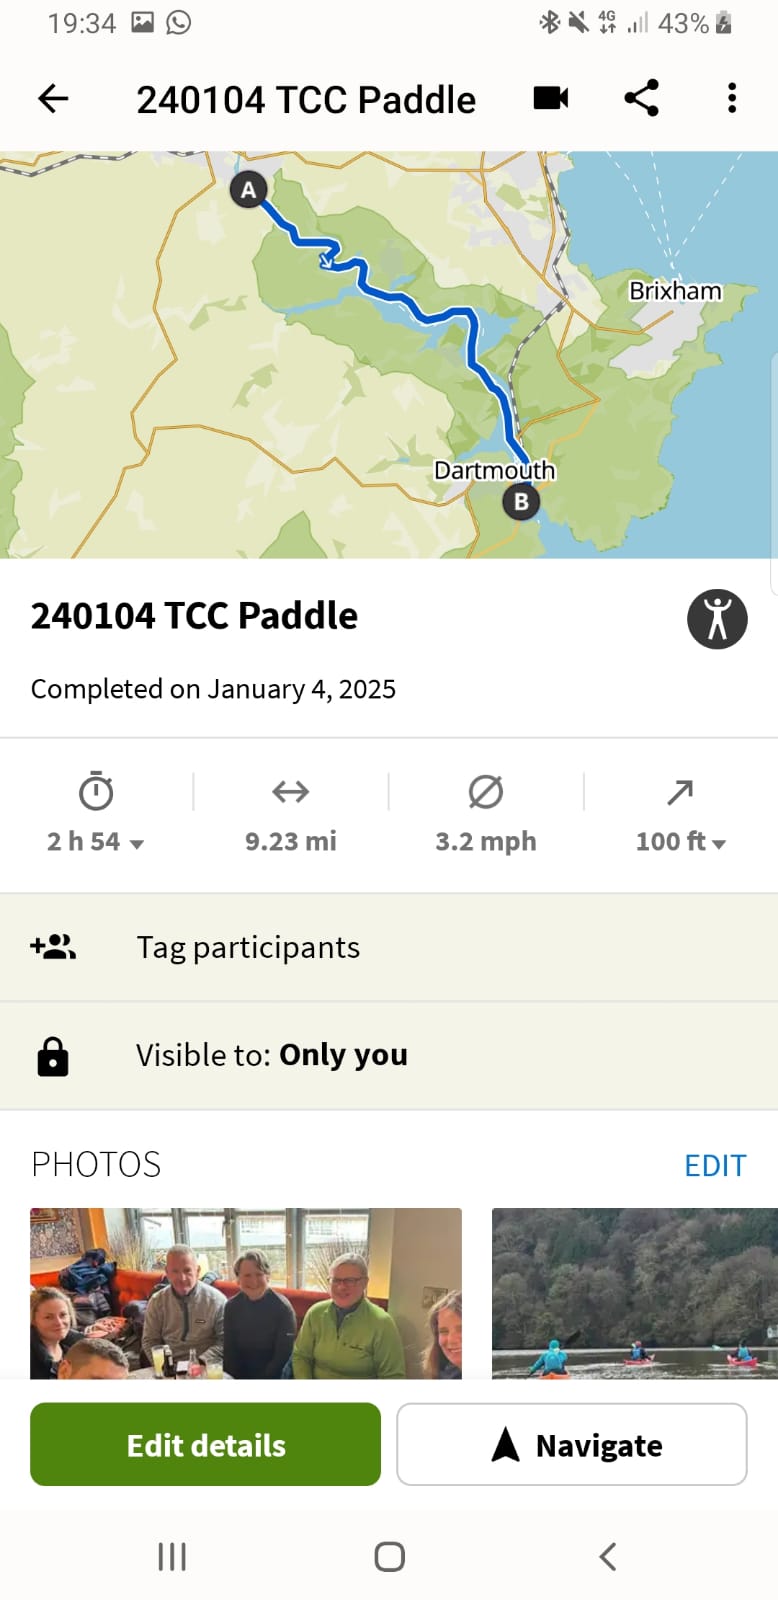 19:34 4G 43%
240104 TCC Paddle
A
Brixham
Dartmouth
B
240104 TCC Paddle
Completed on January 4, 2025
2 h 54 9.23 mi 3.2 mph 100 ft
Tag participants
Visible to: Only you
PHOTOS EDIT
Edit details Navigate